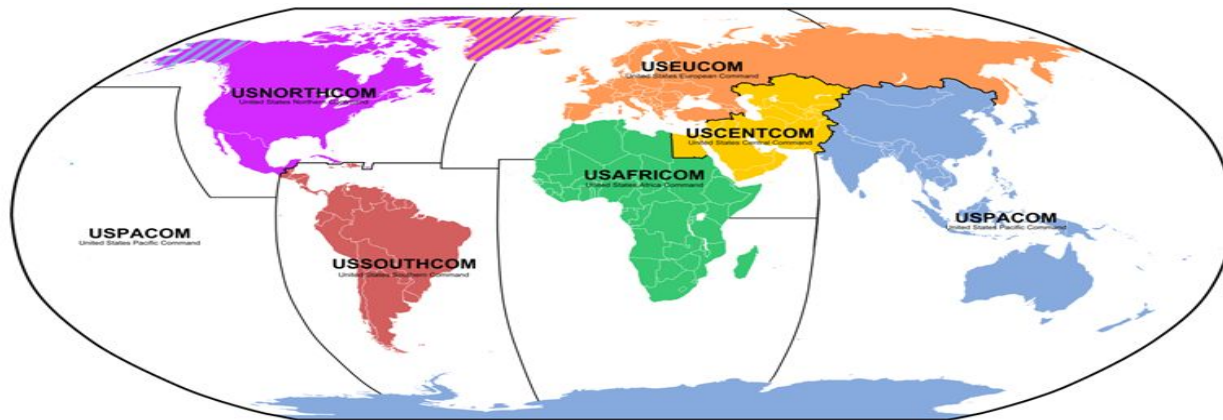 USNORTHCOM
United States Northern Command
USEUCOM
United States European Command
USCENTCOM
United States Central Command
USAFRICOM
United States Africa Command
USPACOM
United States Pacific Command
USPACOM
United States Pacific Command
USSOUTHCOM
United States Southern Command